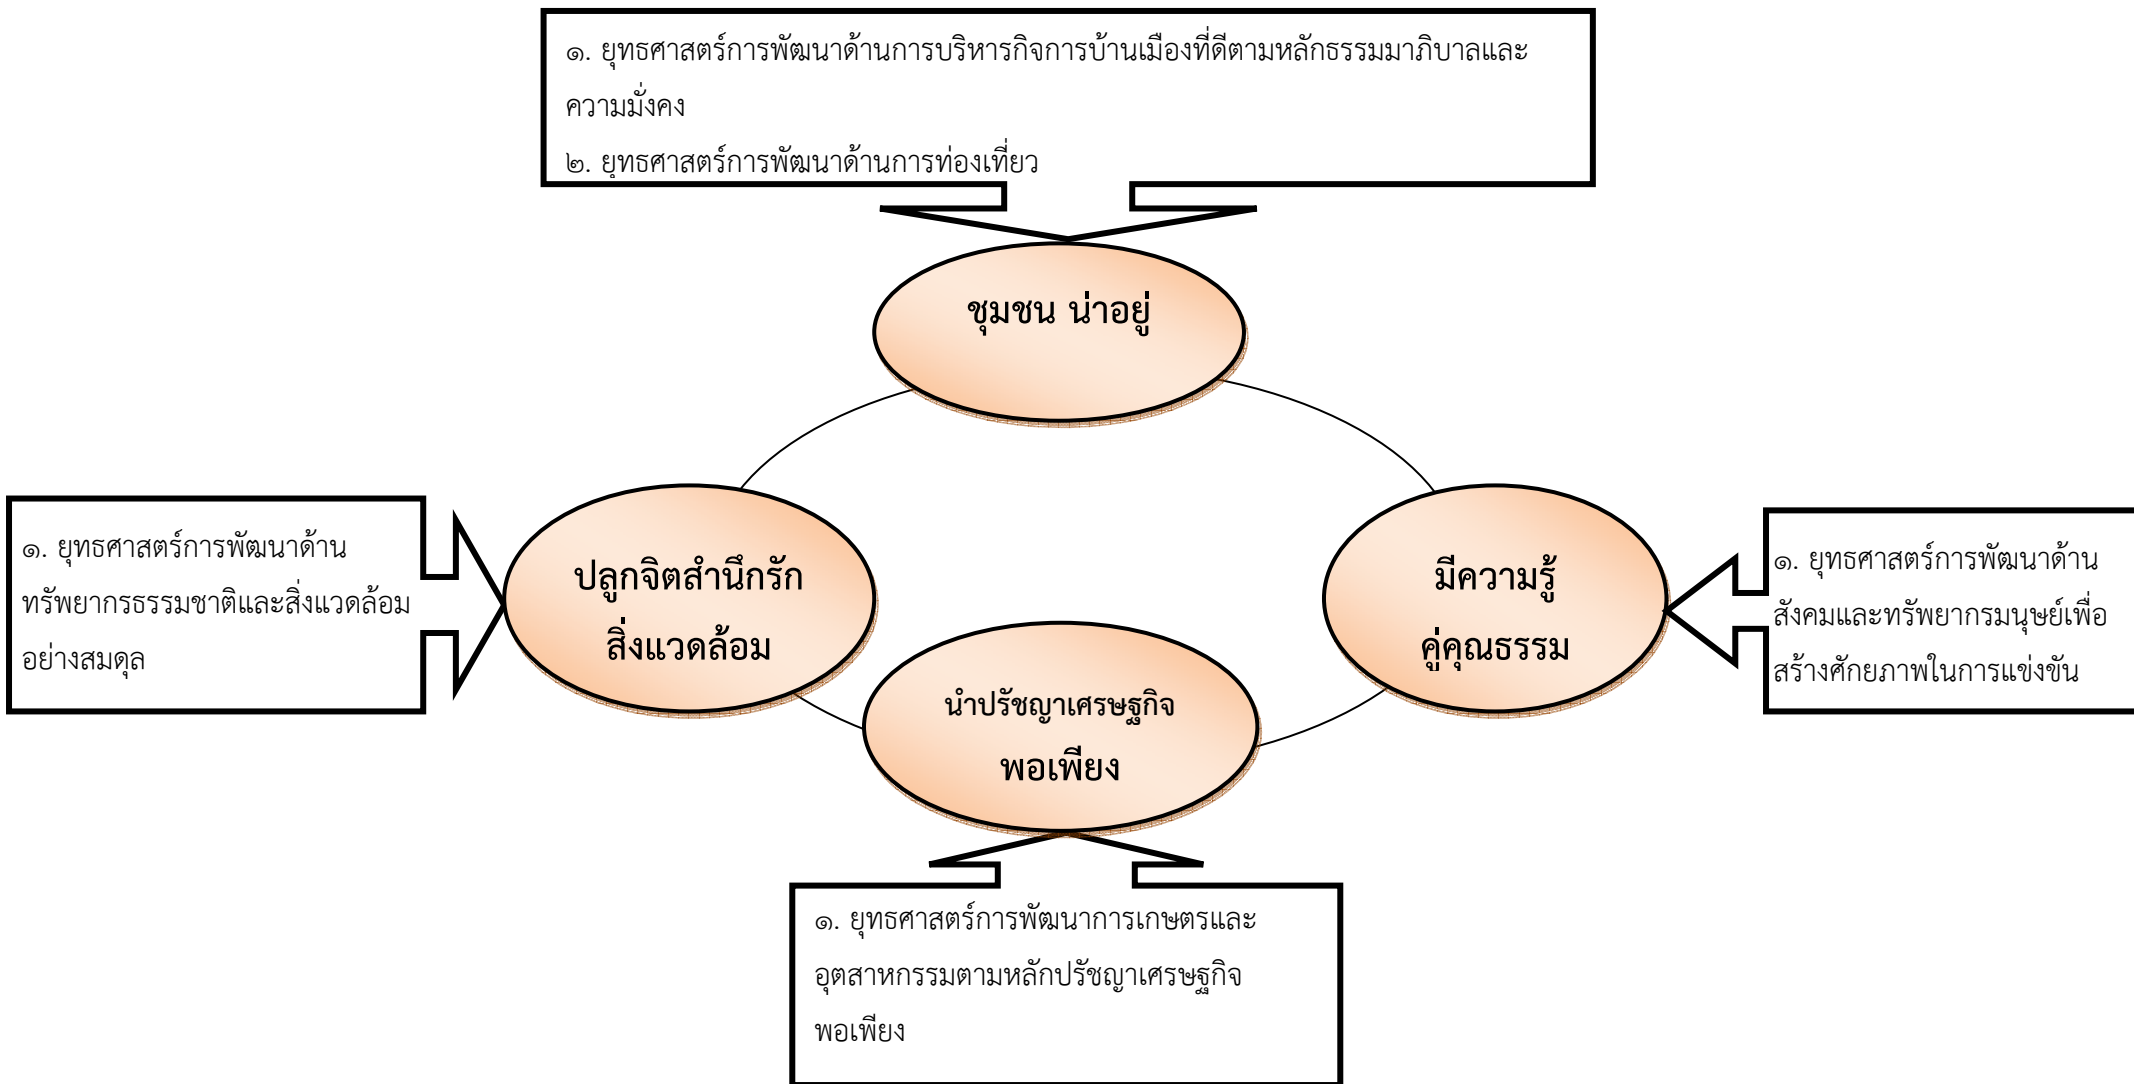 ๑. ยุทธศาสตร์การพัฒนาด้านการบริหารกิจการบ้านเมืองที่ดีตามหลักธรรมมาภิบาลและ
ความมั่งคง
๒. ยุทธศาสตร์การพัฒนาด้านการท่องเที่ยว
ชุมชน น่าอยู่
๑. ยุทธศาสตร์การพัฒนาด้าน
ทรัพยากรธรรมชาติและสิ่งแวดล้อม
อย่างสมดุล
ปลูกจิตสำนึกรัก
สิ่งแวดล้อม
มีความรู้
คู่คุณธรรม
๑. ยุทธศาสตร์การพัฒนาด้าน
สังคมและทรัพยากรมนุษย์เพื่อ
สร้างศักยภาพในการแข่งขัน
นำปรัชญาเศรษฐกิจ
พอเพียง
๑. ยุทธศาสตร์การพัฒนาการเกษตรและ
อุตสาหกรรมตามหลักปรัชญาเศรษฐกิจ
พอเพียง